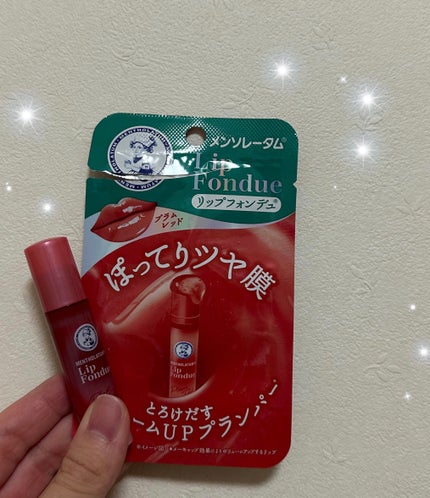 メンソレータム®
Lip
Fondue
リップフォンデュ®
プラム
レッド
ぽってりツヤ膜
MENTHOLATUM
Lip
Fondue
MENTHOLATUM
Lip
Fondue
とろけだす
ームUPプランパー